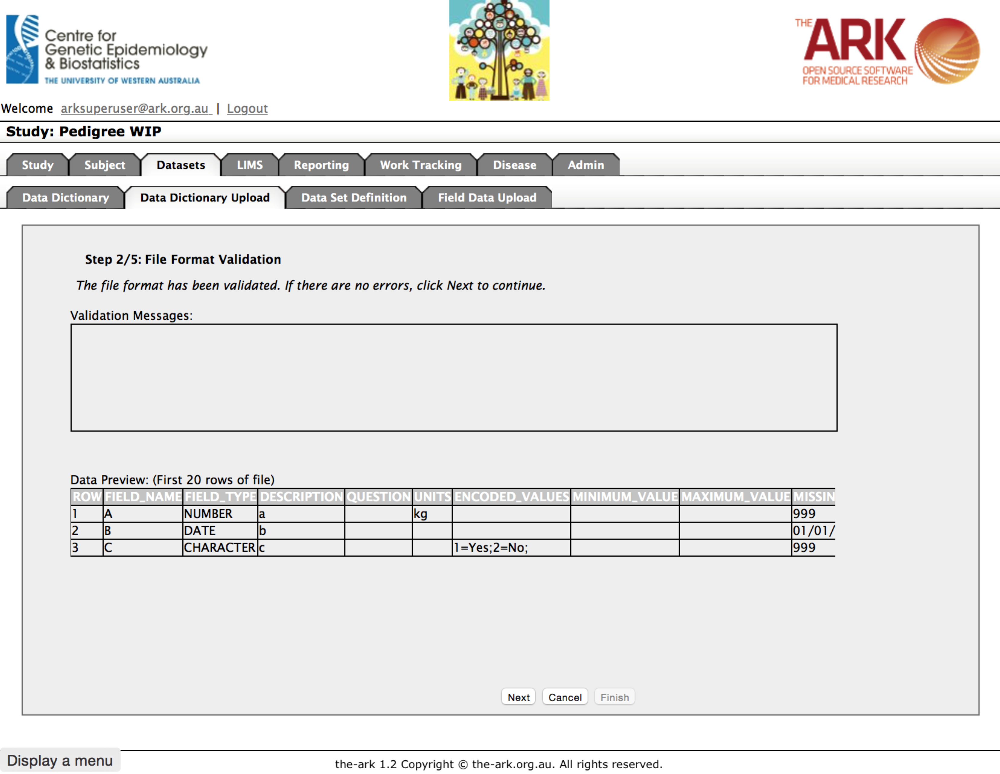 Centre for
Genetic Epidemiology
& Biostatistics
THE UNIVERSITY OF WESTERN AUSTRALIA
THE ARK
OPEN SOURCE SOFTWARE
FOR MEDICAL RESEARCH
Welcome arksuperuser@ark.org.au | Logout
Study: Pedigree WIP
Study Subject Datasets LIMS Reporting Work Tracking Disease Admin
Data Dictionary Data Dictionary Upload Data Set Definition Field Data Upload
Step 2/5: File Format Validation
The file format has been validated. If there are no errors, click Next to continue.
Validation Messages:
Data Preview: (First 20 rows of file)
ROW FIELD_NAME FIELD_TYPE DESCRIPTION QUESTION UNITS ENCODED_VALUES MINIMUM_VALUE MAXIMUM_VALUE MISSIN
1 A NUMBER a kg 999
2 B DATE b 01/01/
3 C CHARACTER c 1=Yes;2=No; 999
Next Cancel Finish
Display a menu
the-ark 1.2 Copyright © the-ark.org.au. All rights reserved.